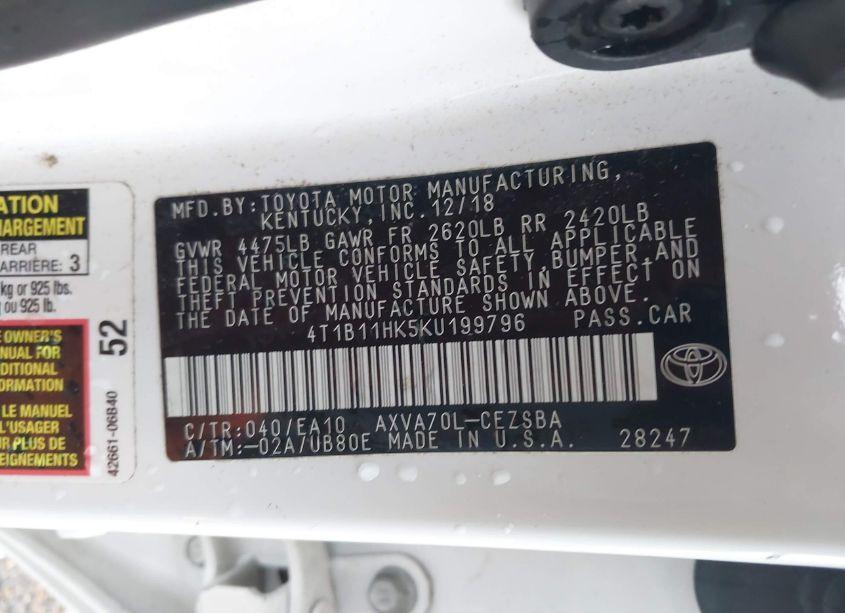 ATION
HARGEMENT
REAR
ARRIÈRE: 3
kg or 925 lbs.
ou 925 lb.
E OWNER'S
ANUAL FOR
DDITIONAL
FORMATION
LE MANUEL
L'USAGER
R PLUS DE
EIGNEMENTS
52
42661-06B40
MFD.BY:TOYOTA MOTOR MANUFACTURING,
KENTUCKY,INC.12/18
GVWR 4475LB GAWR FR 2620LB RR 2420LB
THIS VEHICLE CONFORMS TO ALL APPLICABLE
FEDERAL MOTOR VEHICLE SAFETY,BUMPER,AND
THEFT PREVENTION STANDARDS IN EFFECT ON
THE DATE OF MANUFACTURE SHOWN ABOVE.
4T1B11HK5KU199796 PASS.CAR
C/TR:040/EA10 AXVA70L-CEZSBA
A/TM:-02A/UB80E MADE IN U.S.A. 28247